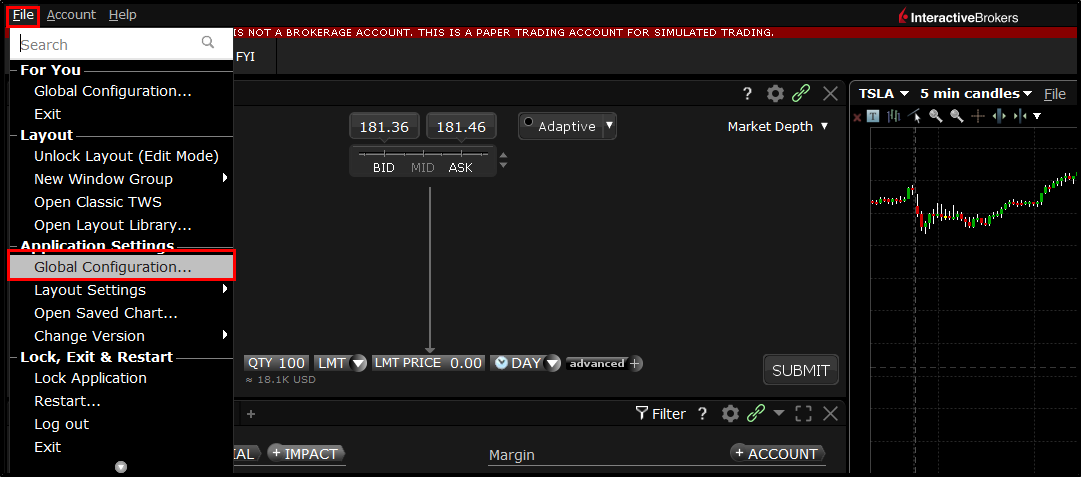 File Account Help
InteractiveBrokers
IS NOT A BROKERAGE ACCOUNT. THIS IS A PAPER TRADING ACCOUNT FOR SIMULATED TRADING.
Search
FYI
For You
Global Configuration...
Exit
Layout
Unlock Layout (Edit Mode)
New Window Group
Open Classic TWS
Open Layout Library...
Application Settings
Global Configuration...
Layout Settings
Open Saved Chart...
Change Version
Lock, Exit & Restart
Lock Application
Restart...
Log out
Exit
?
181.36 181.46 Adaptive Market Depth
BID MID ASK
QTY 100 LMT LMT PRICE 0.00 DAY advanced +
≈ 18.1K USD
SUBMIT
+ Filter ?
IAL + IMPACT Margin + ACCOUNT
TSLA 5 min candles File
T